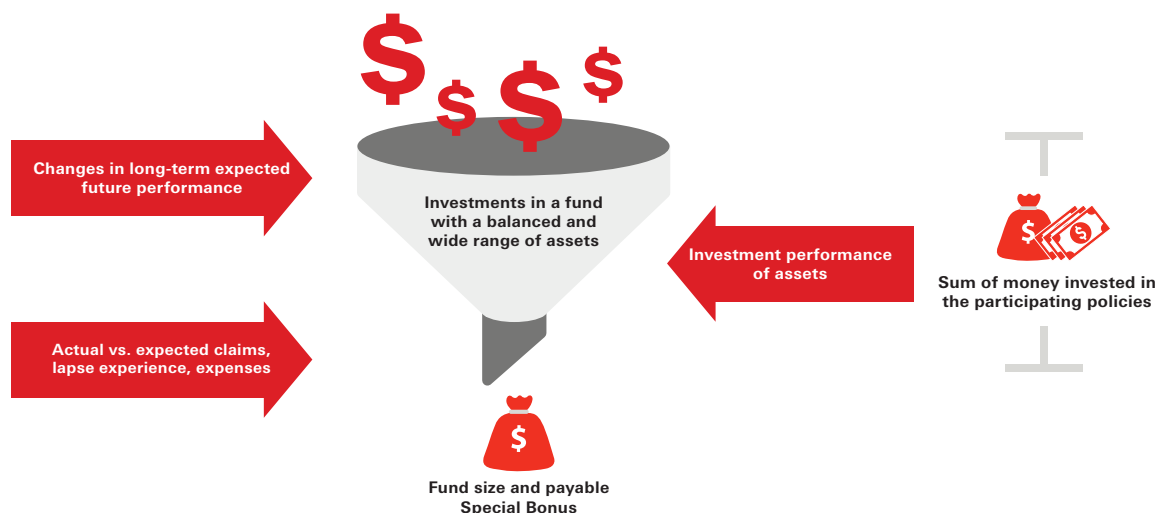 $ $ $ $
Changes in long-term expected
future performance
Investments in a fund
with a balanced and
wide range of assets
Investment performance
of assets
$ $
Sum of money invested in
the participating policies
Actual vs. expected claims,
lapse experience, expenses
$
Fund size and payable
Special Bonus